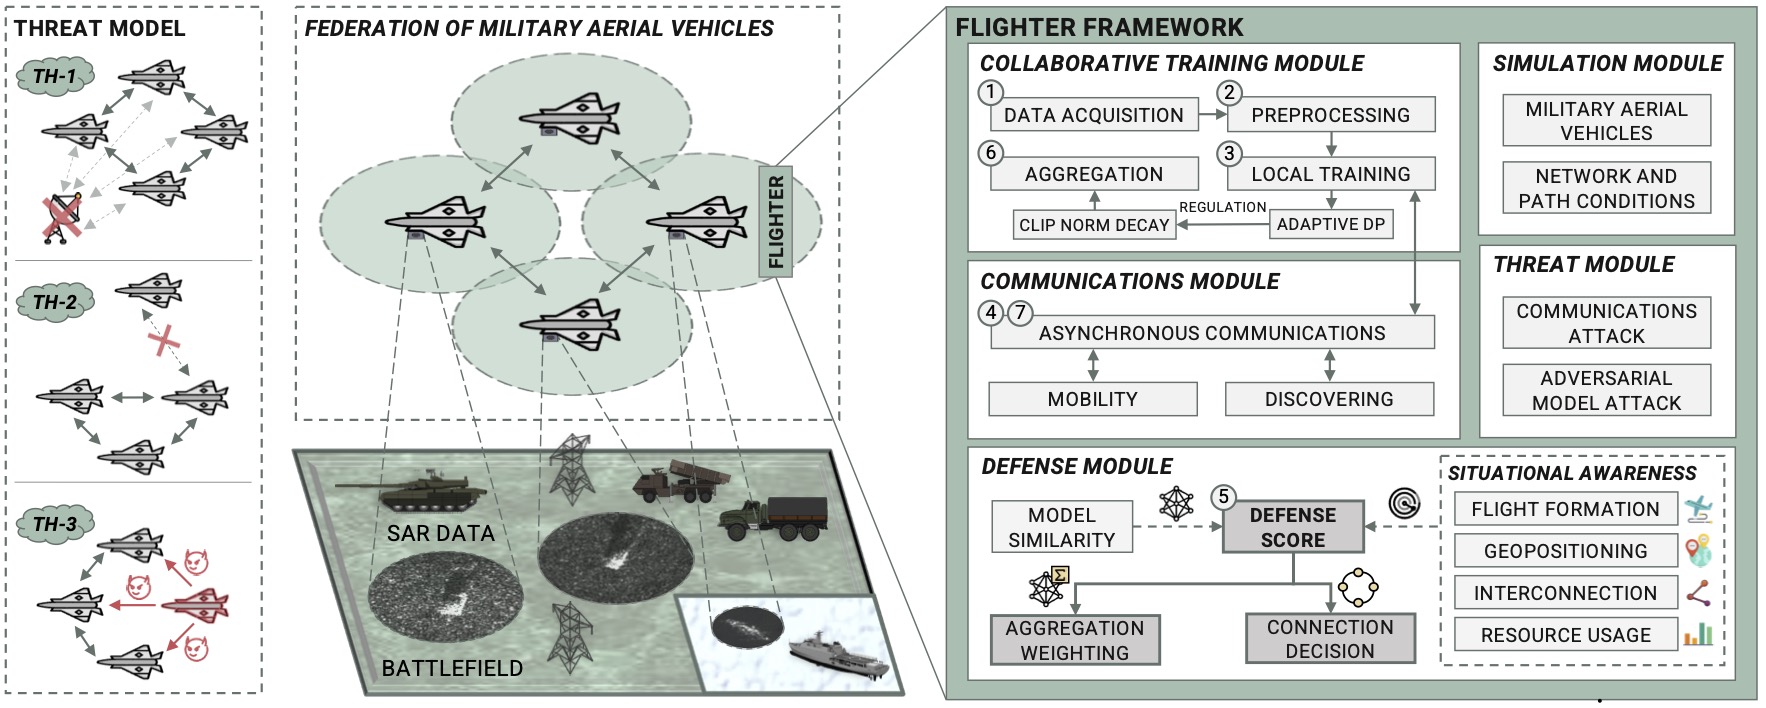 THREAT MODEL
TH-1
TH-2
TH-3
FEDERATION OF MILITARY AERIAL VEHICLES
FLIGHTER
SAR DATA
BATTLEFIELD
FLIGHTER FRAMEWORK
COLLABORATIVE TRAINING MODULE
1
DATA ACQUISITION
2
PREPROCESSING
6
AGGREGATION
3
LOCAL TRAINING
CLIP NORM DECAY
REGULATION
ADAPTIVE DP
COMMUNICATIONS MODULE
4 7
ASYNCHRONOUS COMMUNICATIONS
MOBILITY
DISCOVERING
SIMULATION MODULE
MILITARY AERIAL
VEHICLES
NETWORK AND
PATH CONDITIONS
THREAT MODULE
COMMUNICATIONS
ATTACK
ADVERSARIAL
MODEL ATTACK
DEFENSE MODULE
MODEL
SIMILARITY
5
DEFENSE
SCORE
Σ
AGGREGATION
WEIGHTING
CONNECTION
DECISION
SITUATIONAL AWARENESS
FLIGHT FORMATION
GEOPOSITIONING
INTERCONNECTION
RESOURCE USAGE